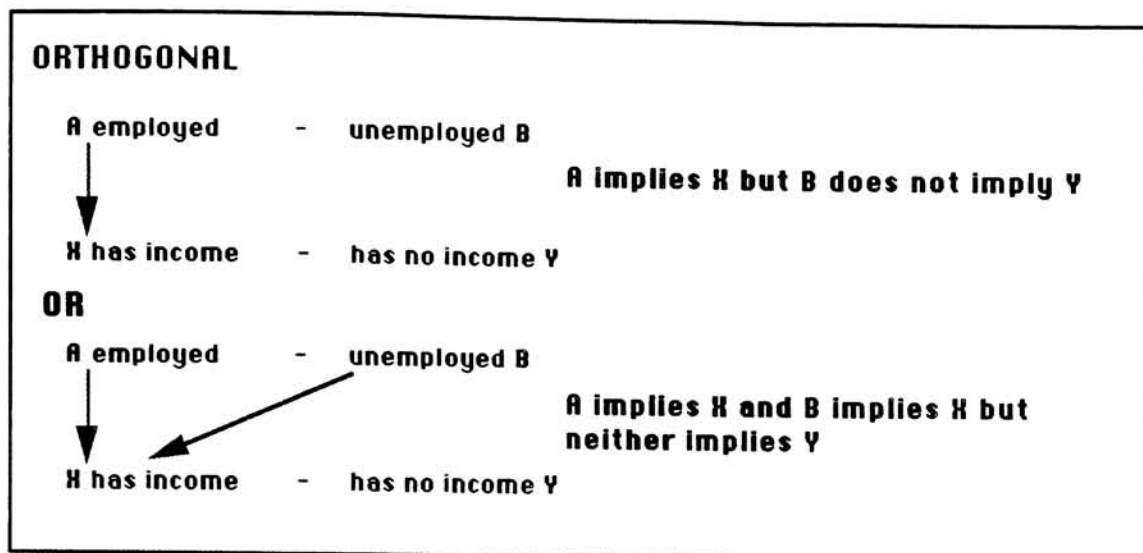 ORTHOGONAL
A employed - unemployed B
A implies X but B does not imply Y
X has income - has no income Y
OR
A employed - unemployed B
A implies X and B implies X but
neither implies Y
X has income - has no income Y